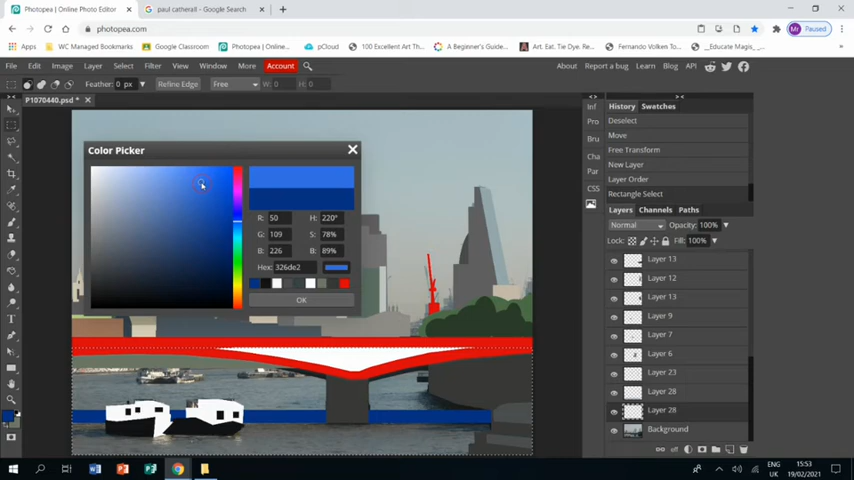 Photopea | Online Photo Editor
paul catherall - Google Search
photopea.com
Mr Paused
Apps WC Managed Bookmarks Google Classroom Photopea | Online P... pCloud 100 Excellent Art Th... A Beginner's Guide... Art. Eat. Tie Dye. Re... Fernando Volken To... __Educate Magis_...
File Edit Image Layer Select Filter View Window More Account About Report a bug Learn Blog API
Feather: 0 px Refine Edge Free W: 0 H: 0
P1070440.psd *
Color Picker
R: 50 H: 220°
G: 109 S: 78%
B: 226 B: 89%
Hex: 326de2
OK
Inf
Pro
Bru
Cha
Par
CSS
History Swatches
Deselect
Move
Free Transform
New Layer
Layer Order
Rectangle Select
Layers Channels Paths
Normal Opacity: 100%
Lock: Fill: 100%
Layer 13
Layer 12
Layer 13
Layer 9
Layer 7
Layer 6
Layer 23
Layer 28
Layer 28
Background
ENG 15:53
UK 19/02/2021